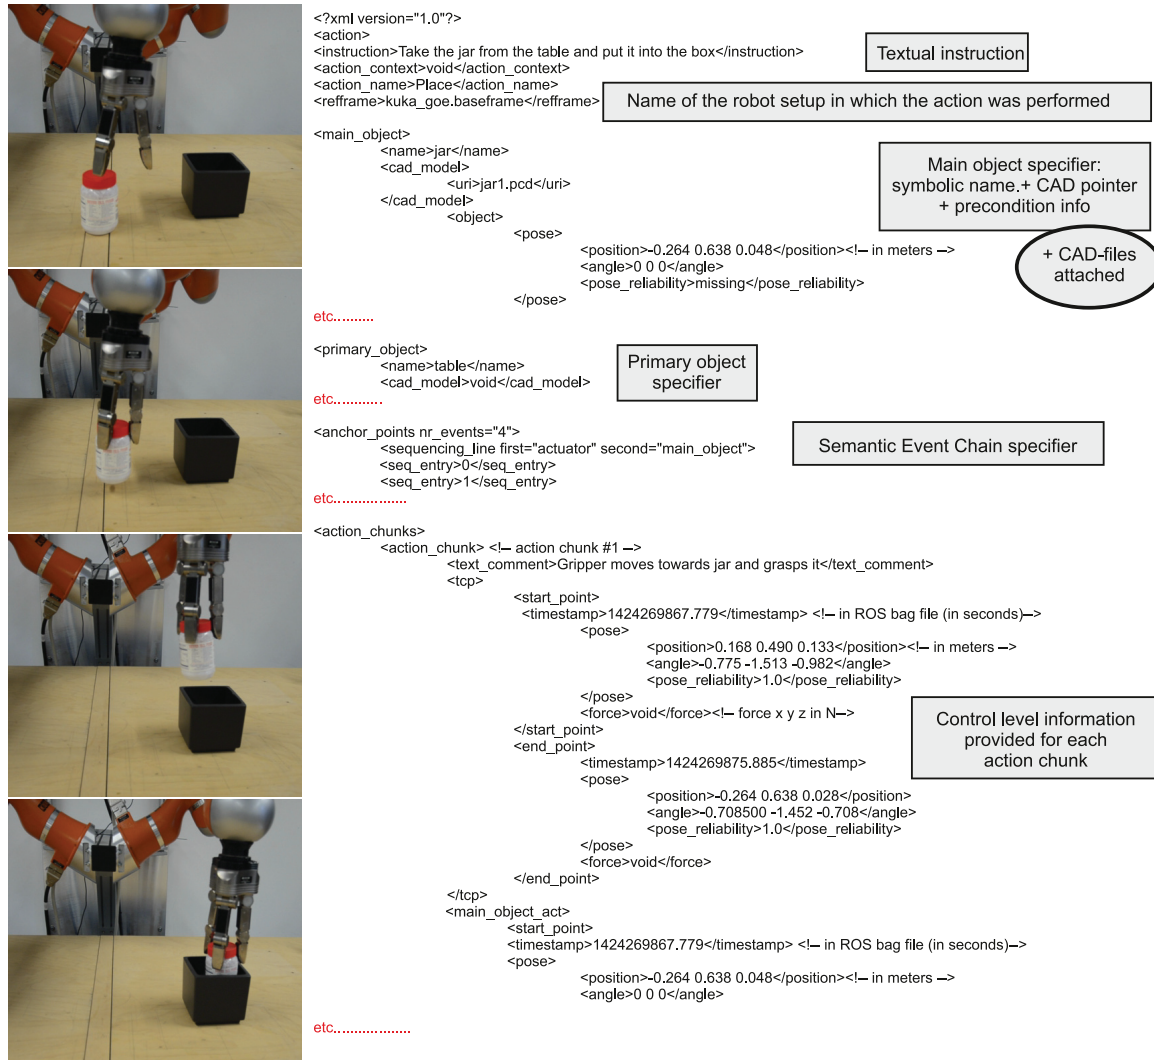 <?xml version="1.0"?>
<action>
<instruction>Take the jar from the table and put it into the box</instruction>
<action_context>void</action_context>
<action_name>Place</action_name>
<refframe>kuka_goe.baseframe</refframe>
Textual instruction
Name of the robot setup in which the action was performed
<main_object>
<name>jar</name>
<cad_model>
<uri>jar1.pcd</uri>
</cad_model>
<object>
<pose>
<position>-0.264 0.638 0.048</position><!– in meters –>
<angle>0 0 0</angle>
<pose_reliability>missing</pose_reliability>
</pose>
etc..........
Main object specifier:
symbolic name.+ CAD pointer
+ precondition info
+ CAD-files
attached
<primary_object>
<name>table</name>
<cad_model>void</cad_model>
etc............
Primary object
specifier
<anchor_points nr_events="4">
<sequencing_line first="actuator" second="main_object">
<seq_entry>0</seq_entry>
<seq_entry>1</seq_entry>
etc..................
Semantic Event Chain specifier
<action_chunks>
<action_chunk> <!– action chunk #1 –>
<text_comment>Gripper moves towards jar and grasps it</text_comment>
<tcp>
<start_point>
<timestamp>1424269867.779</timestamp> <!– in ROS bag file (in seconds)–>
<pose>
<position>0.168 0.490 0.133</position><!– in meters –>
<angle>-0.775 -1.513 -0.982</angle>
<pose_reliability>1.0</pose_reliability>
</pose>
<force>void</force><!– force x y z in N–>
</start_point>
<end_point>
<timestamp>1424269875.885</timestamp>
<pose>
<position>-0.264 0.638 0.028</position>
<angle>-0.708500 -1.452 -0.708</angle>
<pose_reliability>1.0</pose_reliability>
</pose>
<force>void</force>
</end_point>
</tcp>
Control level information
provided for each
action chunk
<main_object_act>
<start_point>
<timestamp>1424269867.779</timestamp> <!– in ROS bag file (in seconds)–>
<pose>
<position>-0.264 0.638 0.048</position><!– in meters –>
<angle>0 0 0</angle>
etc...................